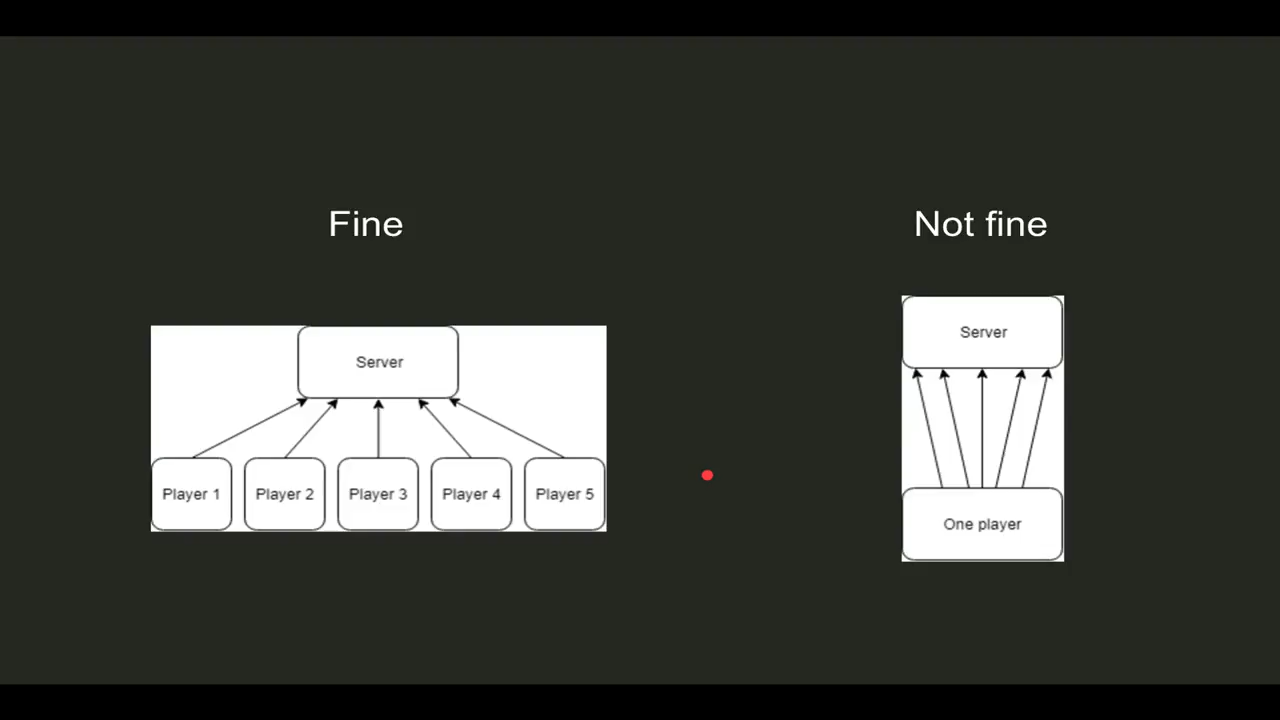 Fine
Not fine
Server
Player 1
Player 2
Player 3
Player 4
Player 5
Server
One player